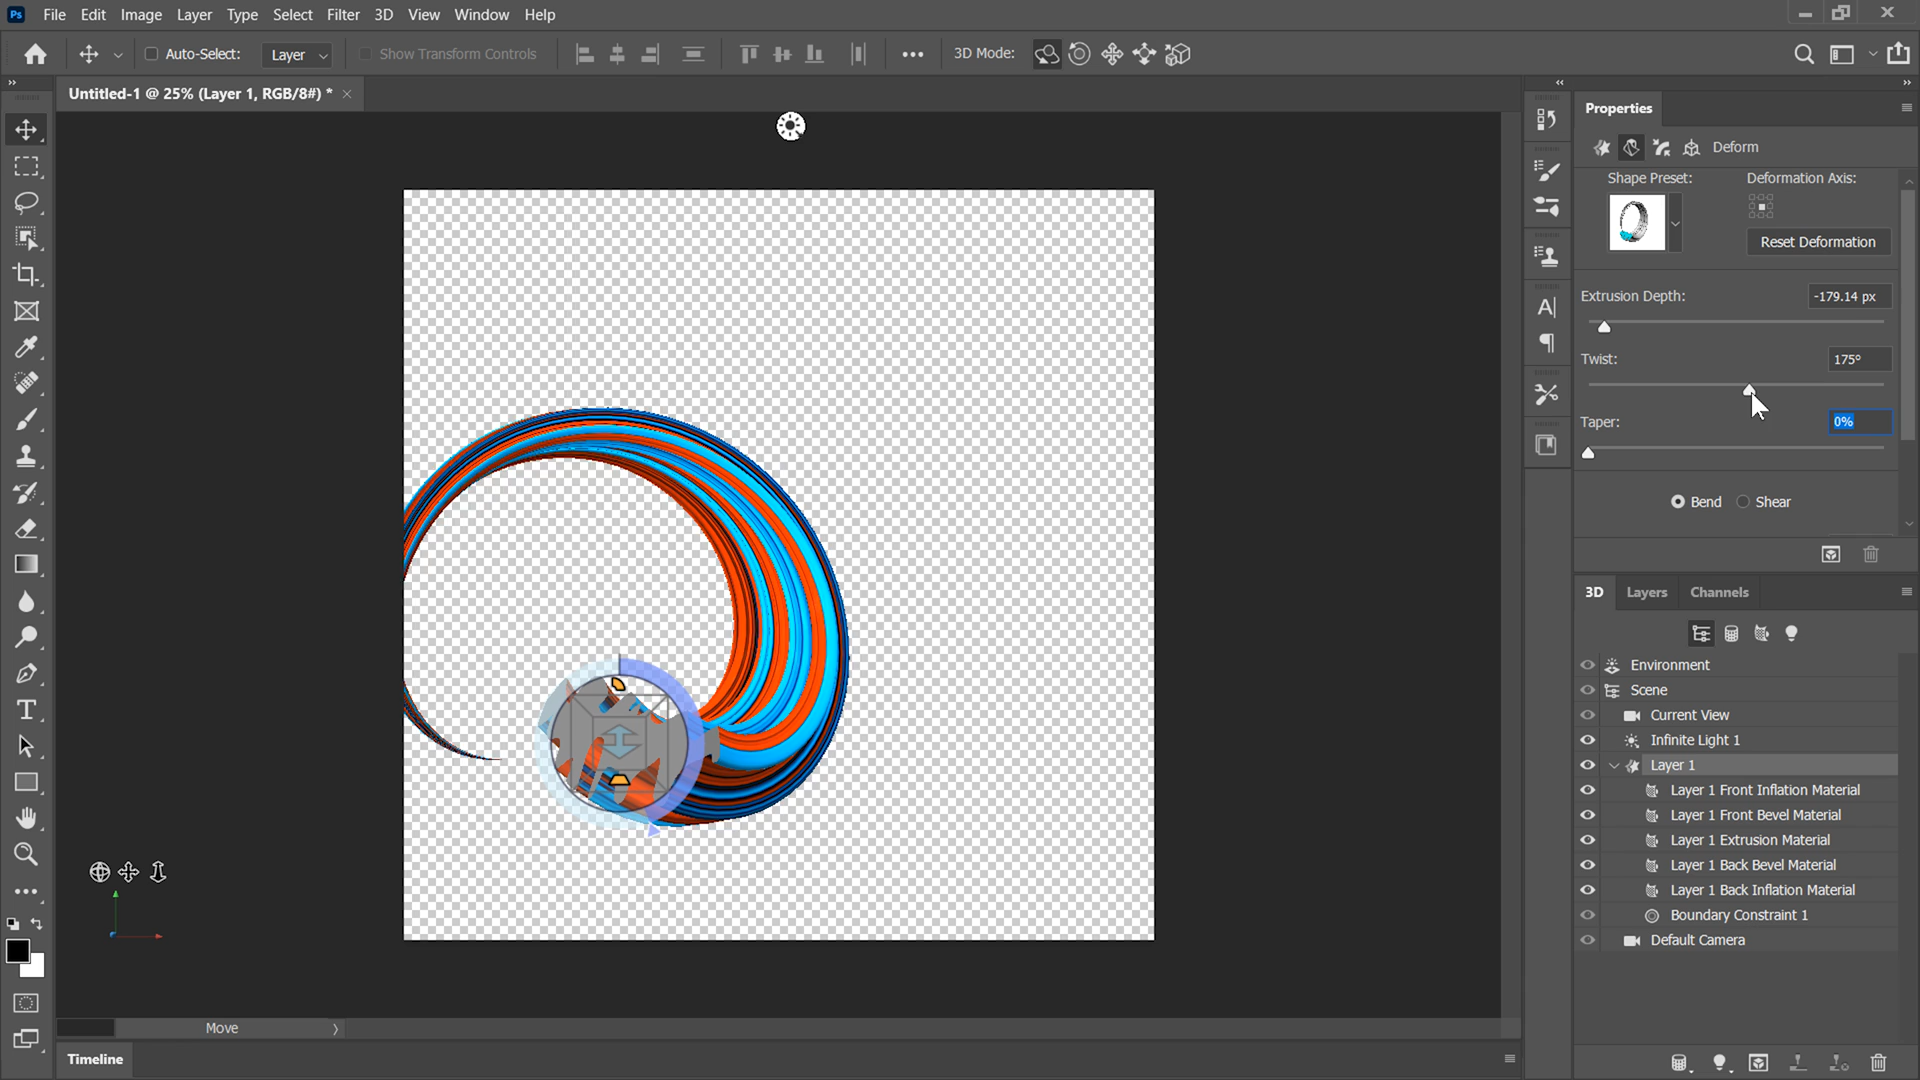 Ps File Edit Image Layer Type Select Filter 3D View Window Help
Auto-Select: Layer Show Transform Controls 3D Mode:
Untitled-1 @ 25% (Layer 1, RGB/8#) *
Properties
Deform
Shape Preset: Deformation Axis:
Reset Deformation
Extrusion Depth: -179.14 px
Twist: 175º
Taper: 0%
Bend Shear
3D Layers Channels
Environment
Scene
Current View
Infinite Light 1
Layer 1
Layer 1 Front Inflation Material
Layer 1 Front Bevel Material
Layer 1 Extrusion Material
Layer 1 Back Bevel Material
Layer 1 Back Inflation Material
Boundary Constraint 1
Default Camera
Move
Timeline